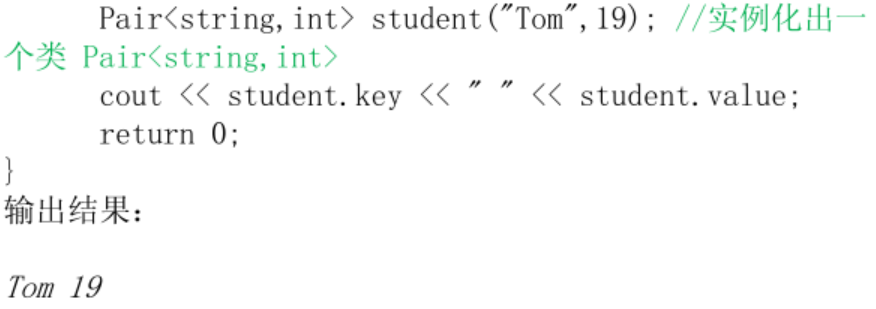 Pair<string,int> student("Tom",19); //实例化出一
个类 Pair<string,int>
cout << student.key << " " << student.value;
return 0;
}
输出结果：
Tom 19